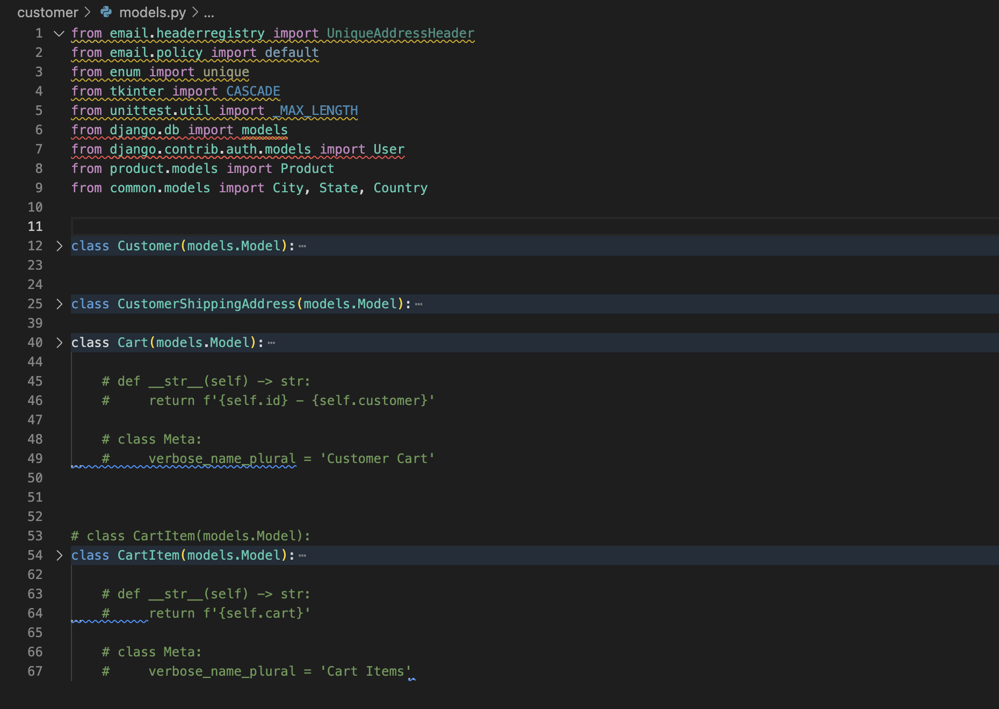 customer > models.py > ...
1 from email.headerregistry import UniqueAddressHeader
2 from email.policy import default
3 from enum import unique
4 from tkinter import CASCADE
5 from unittest.util import _MAX_LENGTH
6 from django.db import models
7 from django.contrib.auth.models import User
8 from product.models import Product
9 from common.models import City, State, Country
10
11
12 class Customer(models.Model): ⋯
23
24
25 class CustomerShippingAddress(models.Model): ⋯
39
40 class Cart(models.Model): ⋯
44
45 # def __str__(self) -> str:
46 #     return f'{self.id} - {self.customer}'
47
48 # class Meta:
49 #     verbose_name_plural = 'Customer Cart'
50
51
52
53 # class CartItem(models.Model):
54 class CartItem(models.Model): ⋯
62
63 # def __str__(self) -> str:
64 #     return f'{self.cart}'
65
66 # class Meta:
67 #     verbose_name_plural = 'Cart Items'